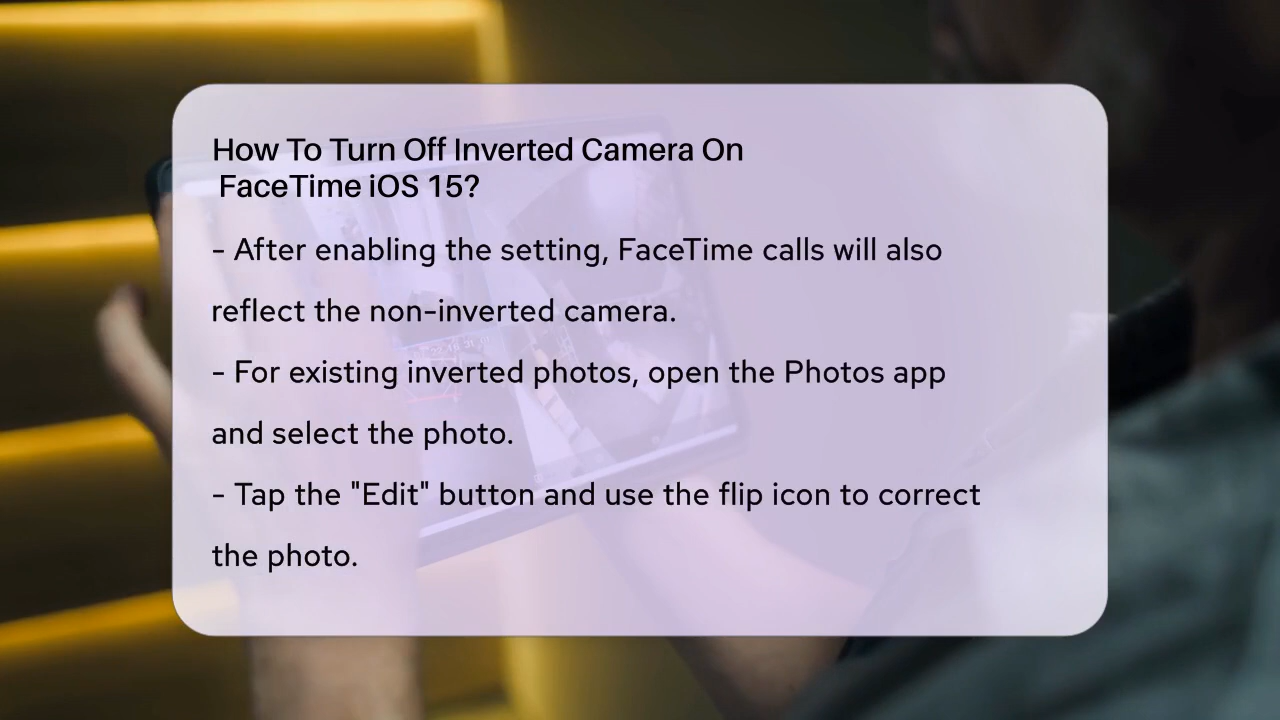 How To Turn Off Inverted Camera On
FaceTime iOS 15?
- After enabling the setting, FaceTime calls will also
reflect the non-inverted camera.
- For existing inverted photos, open the Photos app
and select the photo.
- Tap the "Edit" button and use the flip icon to correct
the photo.